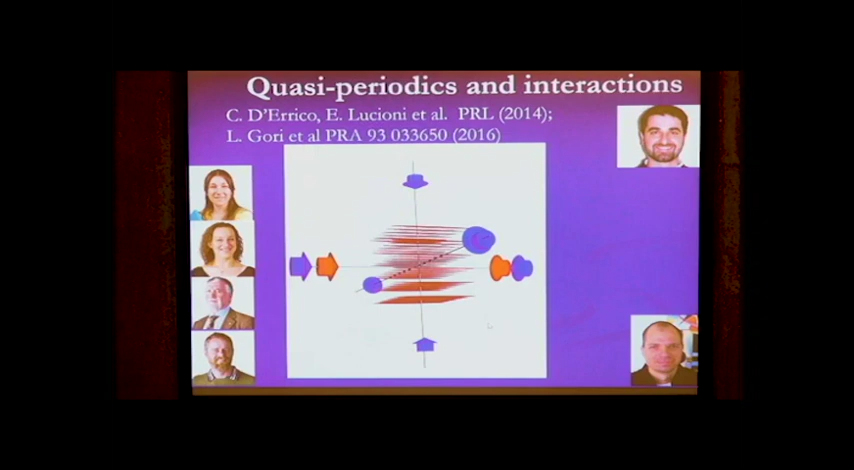 Quasi-periodics and interactions
C. D'Errico, E. Lucioni et al. PRL (2014);
L. Gori et al PRA 93 033650 (2016)